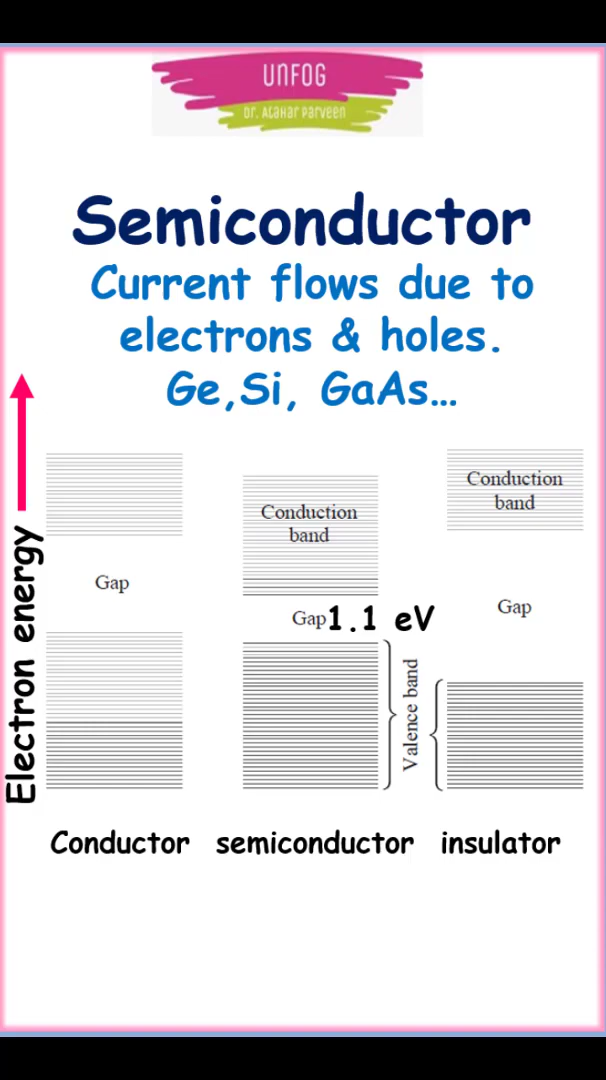 UNFOG
Dr. Atahar Parveen
Semiconductor
Current flows due to
electrons & holes.
Ge,Si, GaAs...
Electron energy
Gap
Conduction
band
Gap 1.1 eV
Valence band
Conduction
band
Gap
Conductor semiconductor insulator